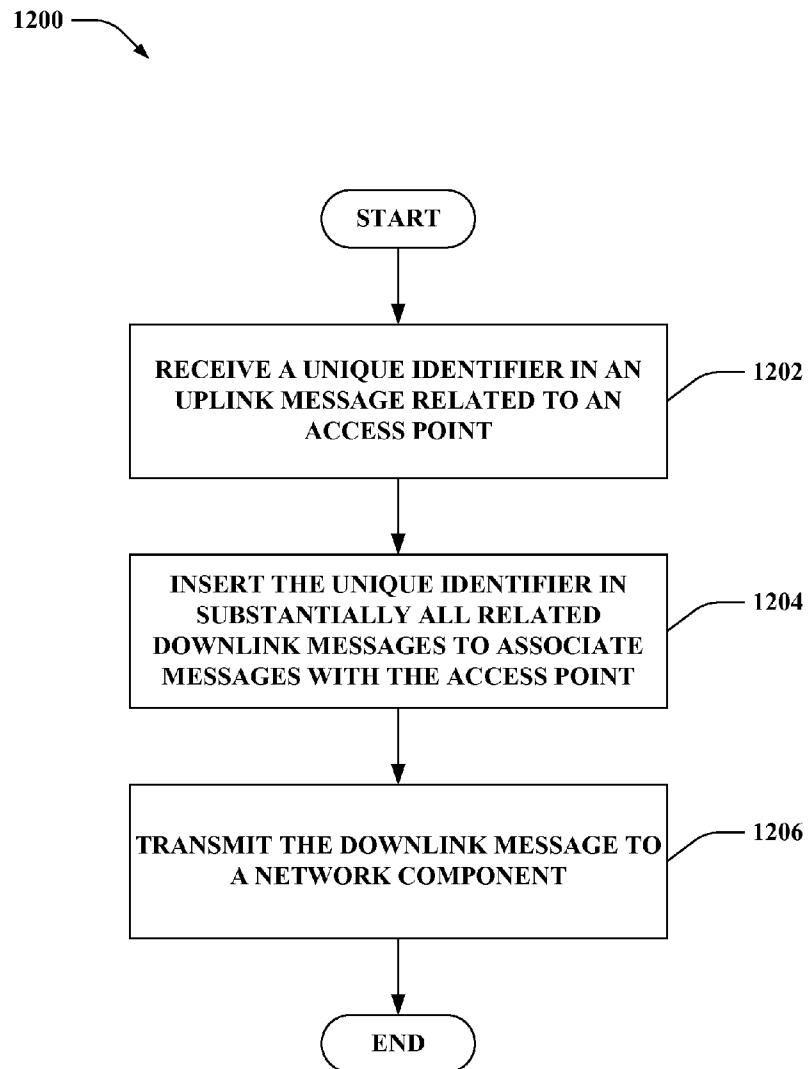 1200
START
RECEIVE A UNIQUE IDENTIFIER IN AN
UPLINK MESSAGE RELATED TO AN
ACCESS POINT
1202
INSERT THE UNIQUE IDENTIFIER IN
SUBSTANTIALLY ALL RELATED
DOWNLINK MESSAGES TO ASSOCIATE
MESSAGES WITH THE ACCESS POINT
1204
TRANSMIT THE DOWNLINK MESSAGE TO
A NETWORK COMPONENT
1206
END